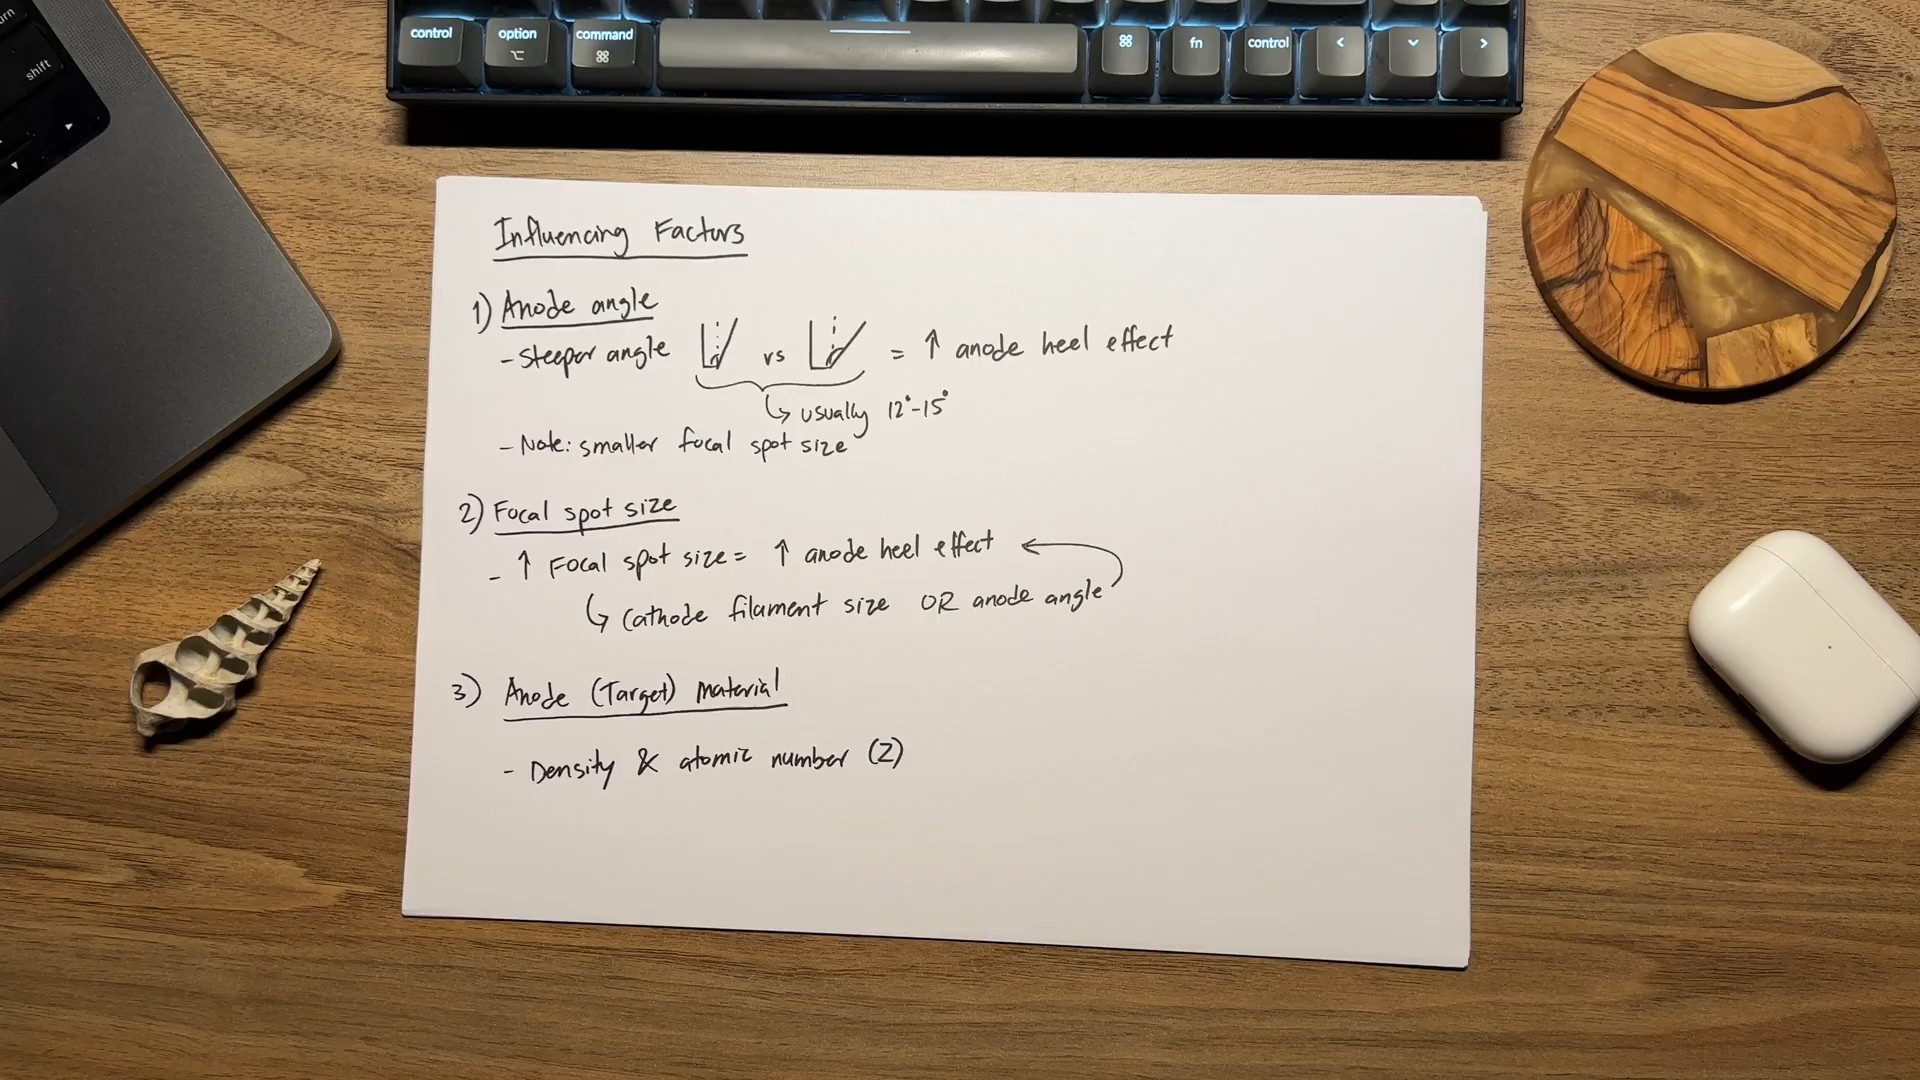 urn
shift
control
option
command
⌘
⌘
fn
control
<
>
Influencing Factors
1) Anode angle
- Steeper angle vs = ↑ anode heel effect
↳ usually 12°-15°
- Note: smaller focal spot size
2) Focal spot size
- ↑ Focal spot size = ↑ anode heel effect
↳ Cathode filament size OR anode angle
3) Anode (Target) Material
- Density & atomic number (Z)